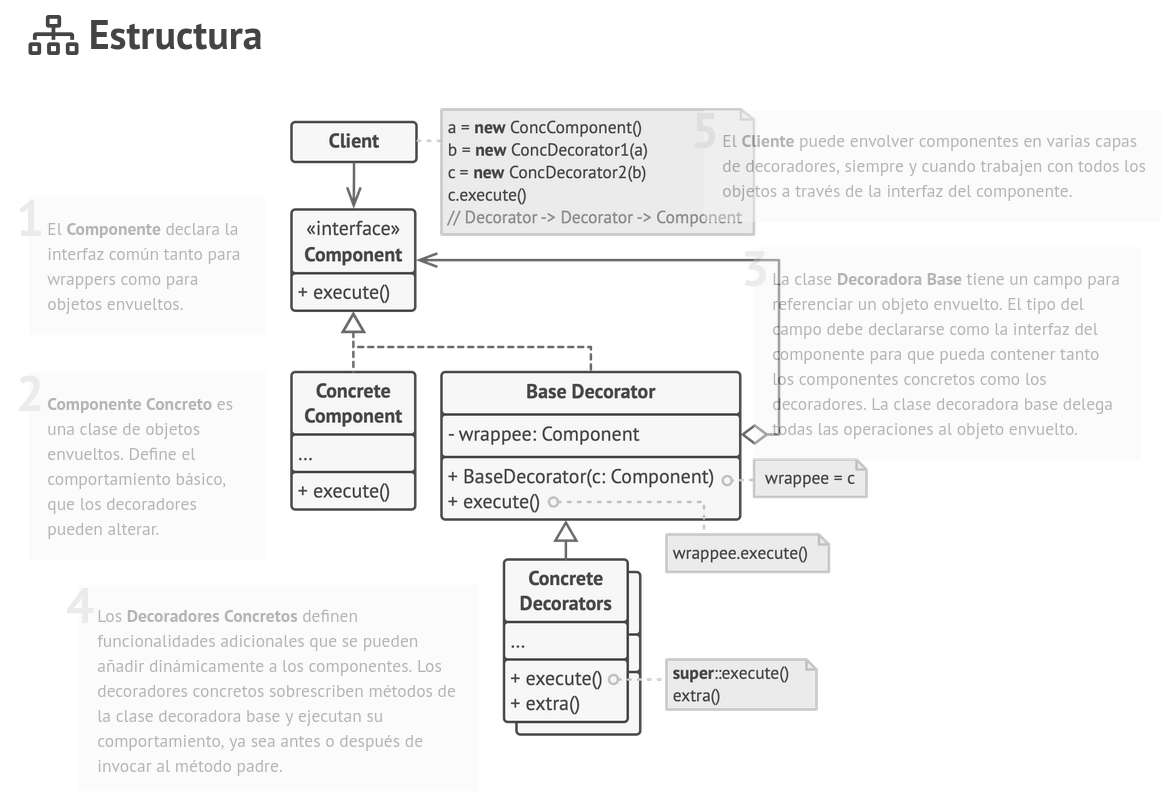 Estructura
Client
a = new ConcComponent()
b = new ConcDecorator1(a)
c = new ConcDecorator2(b)
c.execute()
// Decorator -> Decorator -> Component
5
El Cliente puede envolver componentes en varias capas
de decoradores, siempre y cuando trabajen con todos los
objetos a través de la interfaz del componente.
1
El Componente declara la
interfaz común tanto para
wrappers como para
objetos envueltos.
«interface»
Component
+ execute()
3
La clase Decoradora Base tiene un campo para
referenciar un objeto envuelto. El tipo del
campo debe declararse como la interfaz del
componente para que pueda contener tanto
los componentes concretos como los
decoradores. La clase decoradora base delega
todas las operaciones al objeto envuelto.
2
Componente Concreto es
una clase de objetos
envueltos. Define el
comportamiento básico,
que los decoradores
pueden alterar.
Concrete
Component
...
+ execute()
Base Decorator
- wrappee: Component
+ BaseDecorator(c: Component)
+ execute()
wrappee = c
wrappee.execute()
4
Los Decoradores Concretos definen
funcionalidades adicionales que se pueden
añadir dinámicamente a los componentes. Los
decoradores concretos sobrescriben métodos de
la clase decoradora base y ejecutan su
comportamiento, ya sea antes o después de
invocar al método padre.
Concrete
Decorators
...
+ execute()
+ extra()
super::execute()
extra()